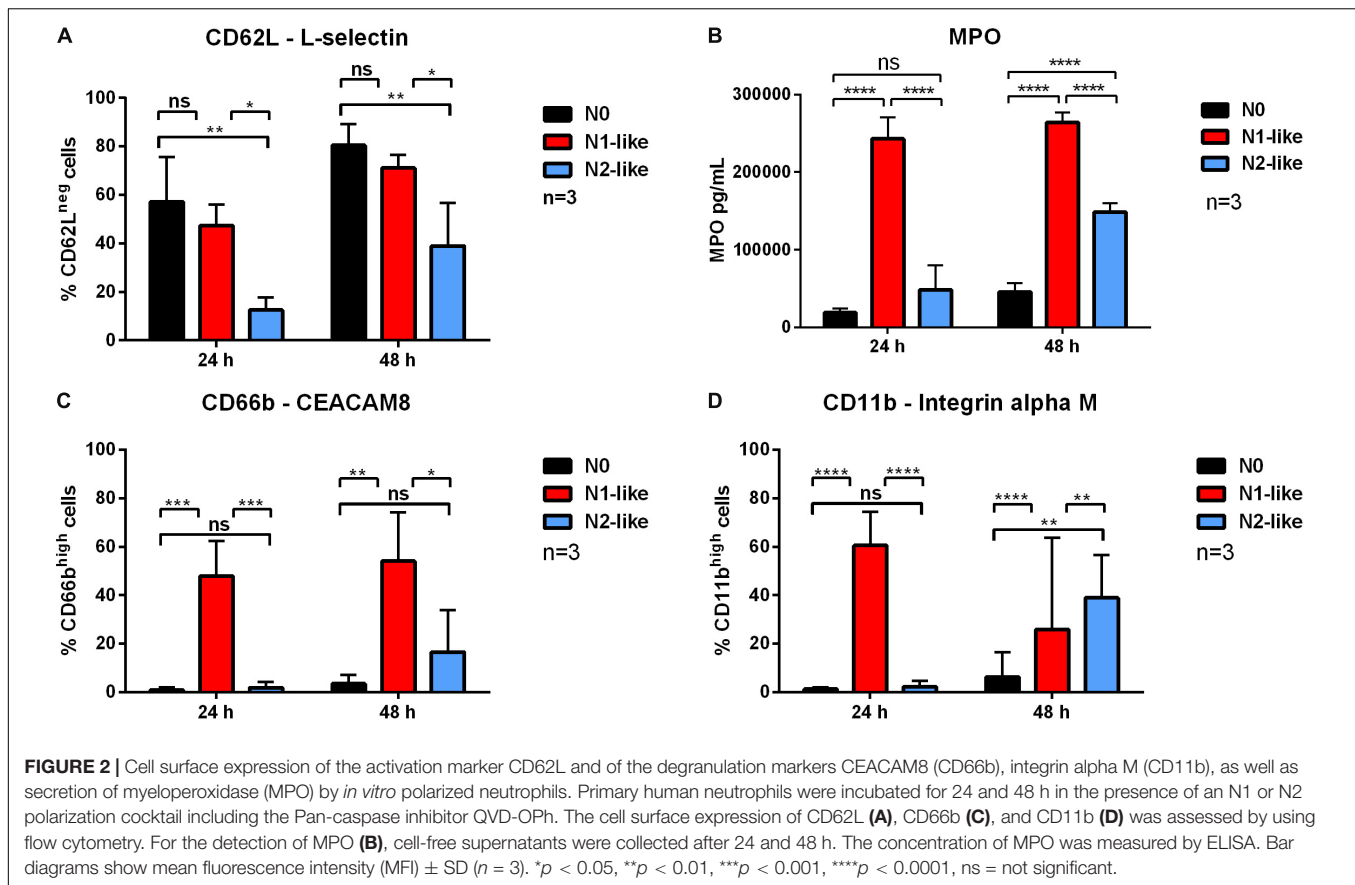 A
CD62L - L-selectin
ns
*
**
ns
*
**
% CD62Lneg cells
100
80
60
40
20
0
24 h
48 h
N0
N1-like
N2-like
n=3
B
MPO
ns
****
****
****
****
****
MPO pg/mL
300000
200000
100000
0
24 h
48 h
N0
N1-like
N2-like
n=3
C
CD66b - CEACAM8
***
***
ns
**
*
ns
% CD66bhigh cells
100
80
60
40
20
0
24 h
48 h
N0
N1-like
N2-like
n=3
D
CD11b - Integrin alpha M
****
****
ns
****
**
**
% CD11bhigh cells
100
80
60
40
20
0
24 h
48 h
N0
N1-like
N2-like
n=3
FIGURE 2 | Cell surface expression of the activation marker CD62L and of the degranulation markers CEACAM8 (CD66b), integrin alpha M (CD11b), as well as
secretion of myeloperoxidase (MPO) by in vitro polarized neutrophils. Primary human neutrophils were incubated for 24 and 48 h in the presence of an N1 or N2
polarization cocktail including the Pan-caspase inhibitor QVD-OPh. The cell surface expression of CD62L (A), CD66b (C), and CD11b (D) was assessed by using
flow cytometry. For the detection of MPO (B), cell-free supernatants were collected after 24 and 48 h. The concentration of MPO was measured by ELISA. Bar
diagrams show mean fluorescence intensity (MFI) ± SD (n = 3). *p < 0.05, **p < 0.01, ***p < 0.001, ****p < 0.0001, ns = not significant.